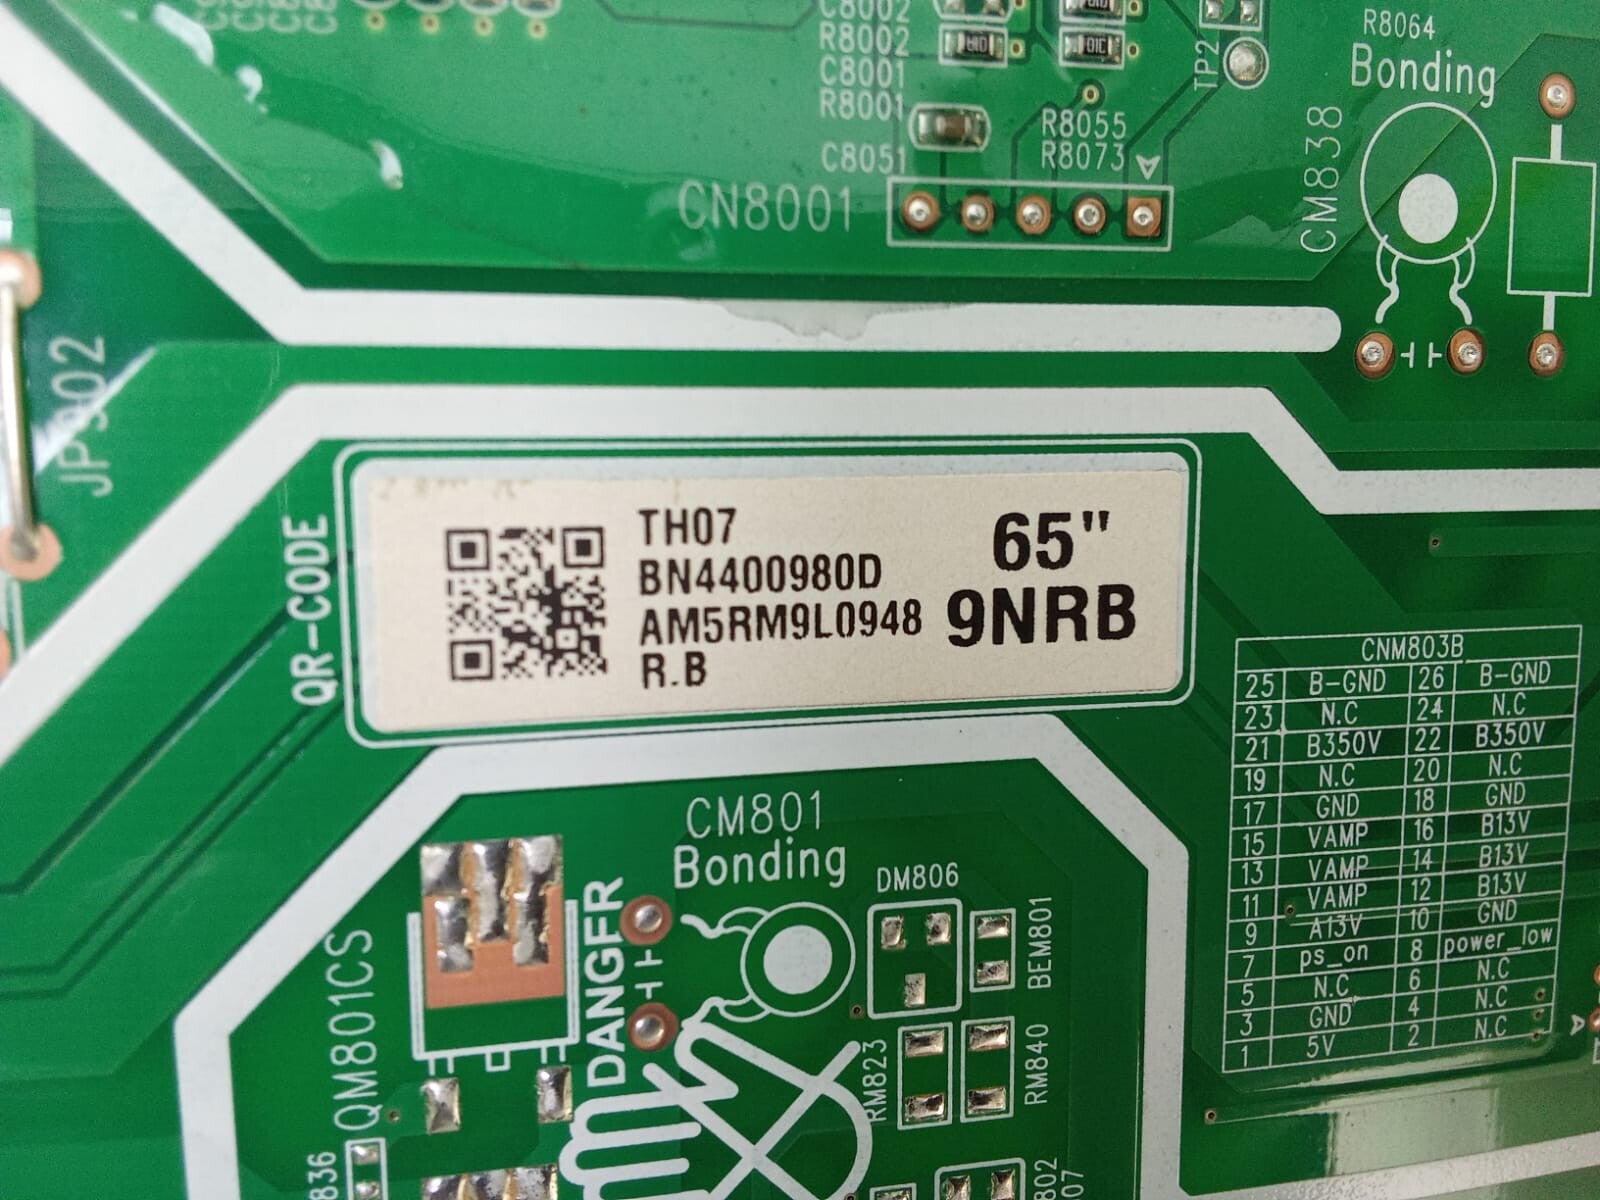 C8002
R8002
C8001
R8001
C8051
R8055
R8073
CN8001
TP2
R8064
Bonding
CM838
JP902
QR-CODE
TH07
BN4400980D
AM5RM9L0948
R.B
65"
9NRB
CNM803B
25 B-GND 26 B-GND
23 N.C 24 N.C
21 B350V 22 B350V
19 N.C 20 N.C
17 GND 18 GND
15 VAMP 16 B13V
13 VAMP 14 B13V
11 VAMP 12 B13V
9 A13V 10 GND
7 ps_on 8 power_low
5 N.C 6 N.C
3 GND 4 N.C
1 5V 2 N.C
CM801
Bonding
DM806
BEM801
QM801CS
DANGER
RM823
RM840